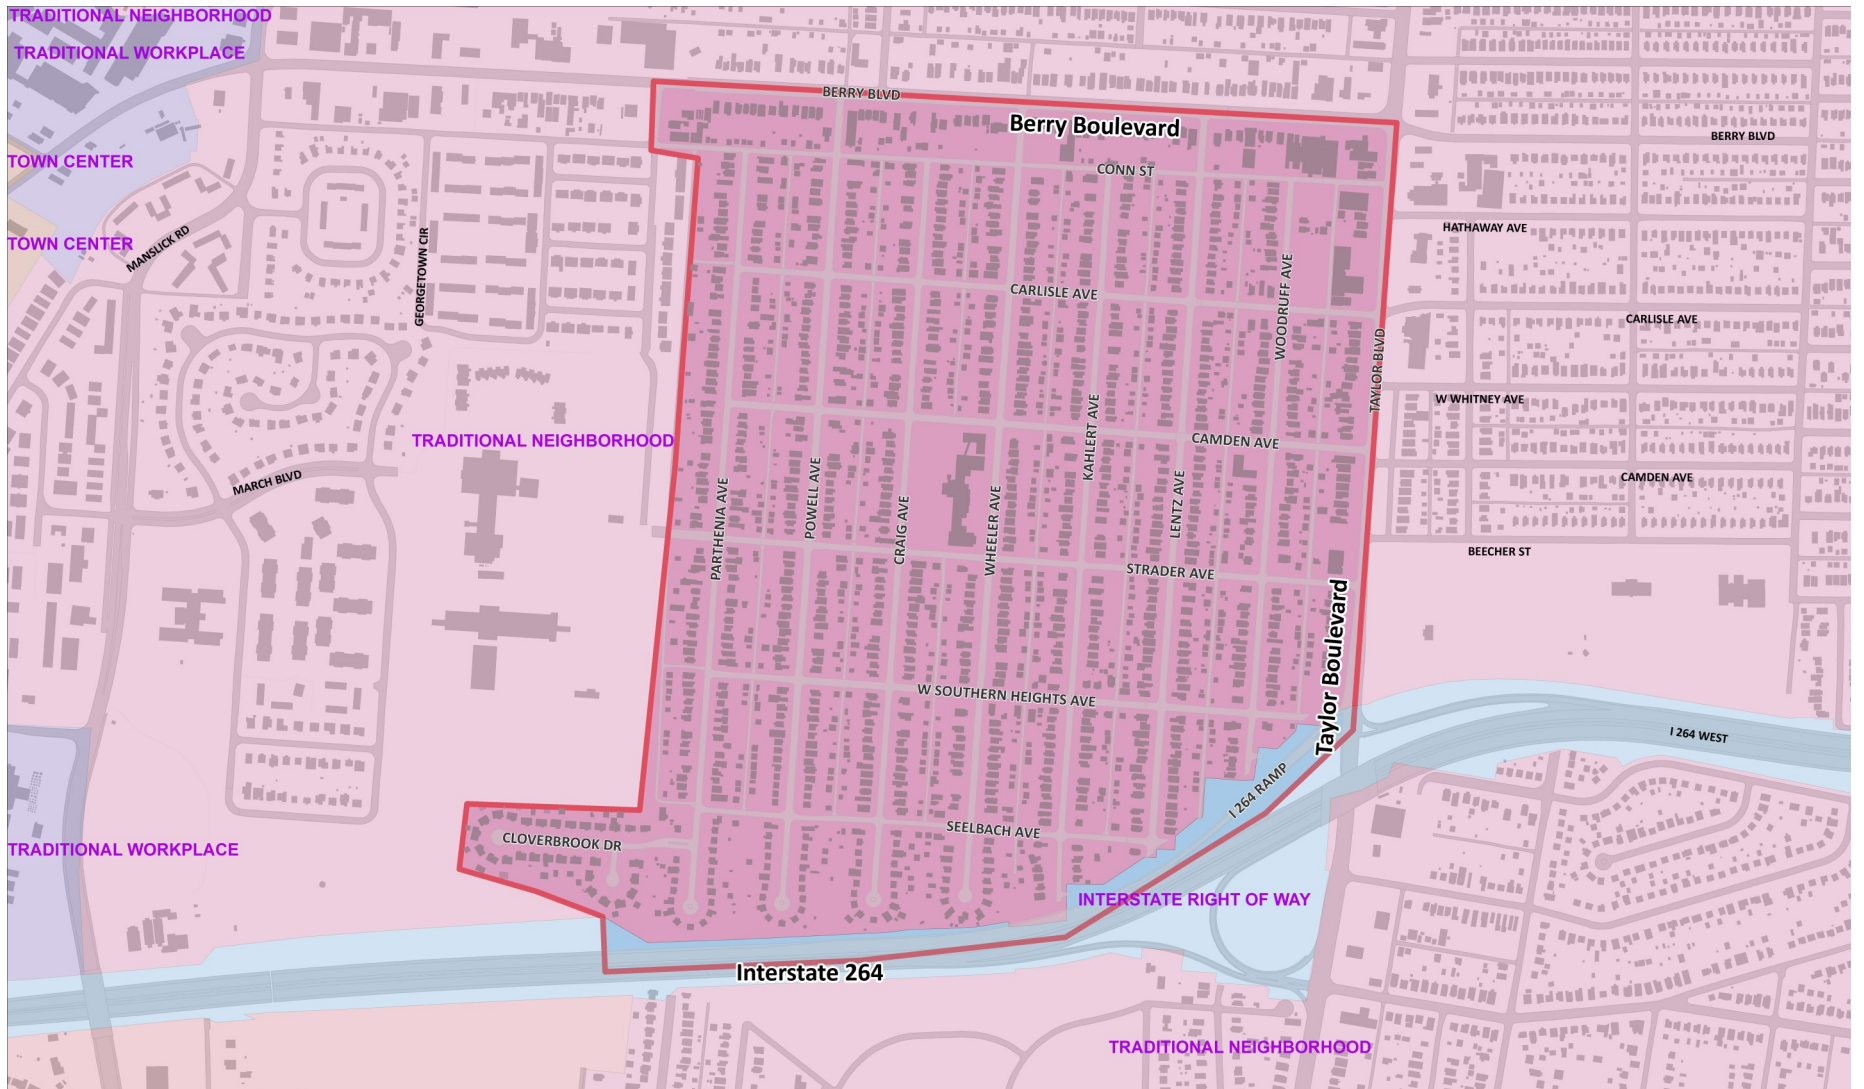 TRADITIONAL NEIGHBORHOOD
TRADITIONAL WORKPLACE
BERRY BLVD
Berry Boulevard
BERRY BLVD
TOWN CENTER
CONN ST
HATHAWAY AVE
TOWN CENTER
MANSLICK RD
GEORGETOWN CIR
CARLISLE AVE
WOODRUFF AVE
CARLISLE AVE
TAYLOR BLVD
W WHITNEY AVE
TRADITIONAL NEIGHBORHOOD
KAHLERT AVE
CAMDEN AVE
CAMDEN AVE
MARCH BLVD
PARTHENIA AVE
POWELL AVE
CRAIG AVE
WHEELER AVE
LENTZ AVE
BEECHER ST
STRADER AVE
Taylor Boulevard
W SOUTHERN HEIGHTS AVE
I 264 WEST
I 264 RAMP
SEELBACH AVE
CLOVERBROOK DR
TRADITIONAL WORKPLACE
INTERSTATE RIGHT OF WAY
Interstate 264
TRADITIONAL NEIGHBORHOOD